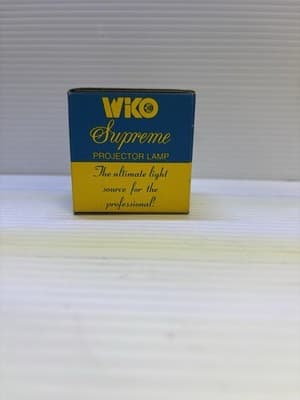 WIKO
Supreme
PROJECTOR LAMP
The ultimate light
source for the
professional!